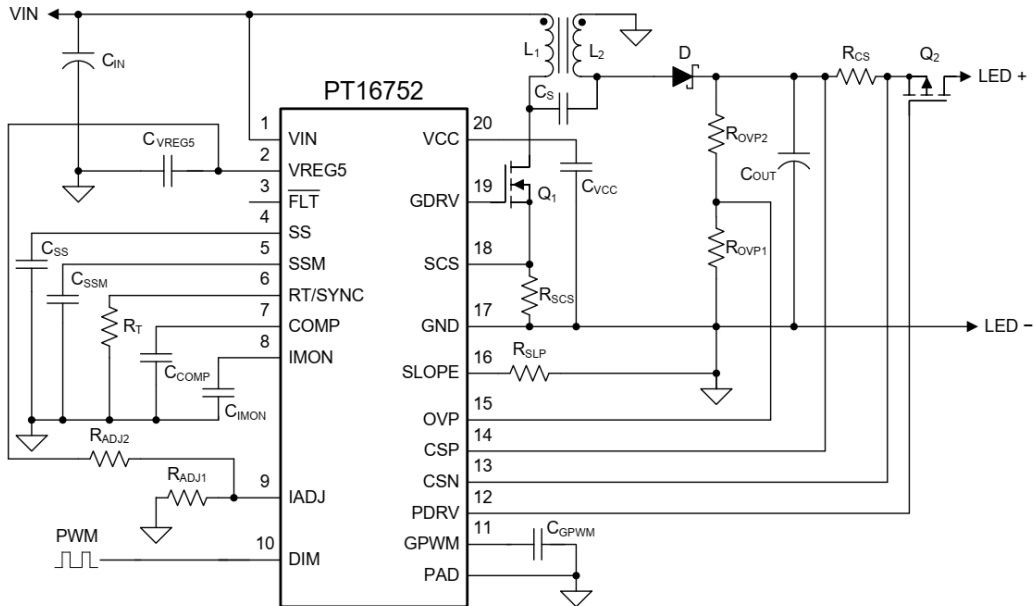 VIN
L1
L2
D
RCS
Q2
LED +
CIN
CS
PT16752
ROVP2
COUT
CVREG5
1
VIN
VCC
20
2
VREG5
CVCC
3
FLT
GDRV
19
Q1
4
SS
ROVP1
CSS
5
SSM
SCS
18
CSSM
6
RT/SYNC
RSCS
RT
7
COMP
GND
17
LED −
8
IMON
CCOMP
SLOPE
16
RSLP
CIMON
OVP
15
RADJ2
CSP
14
RADJ1
9
IADJ
CSN
13
PDRV
12
PWM
10
DIM
GPWM
11
CGPWM
PAD